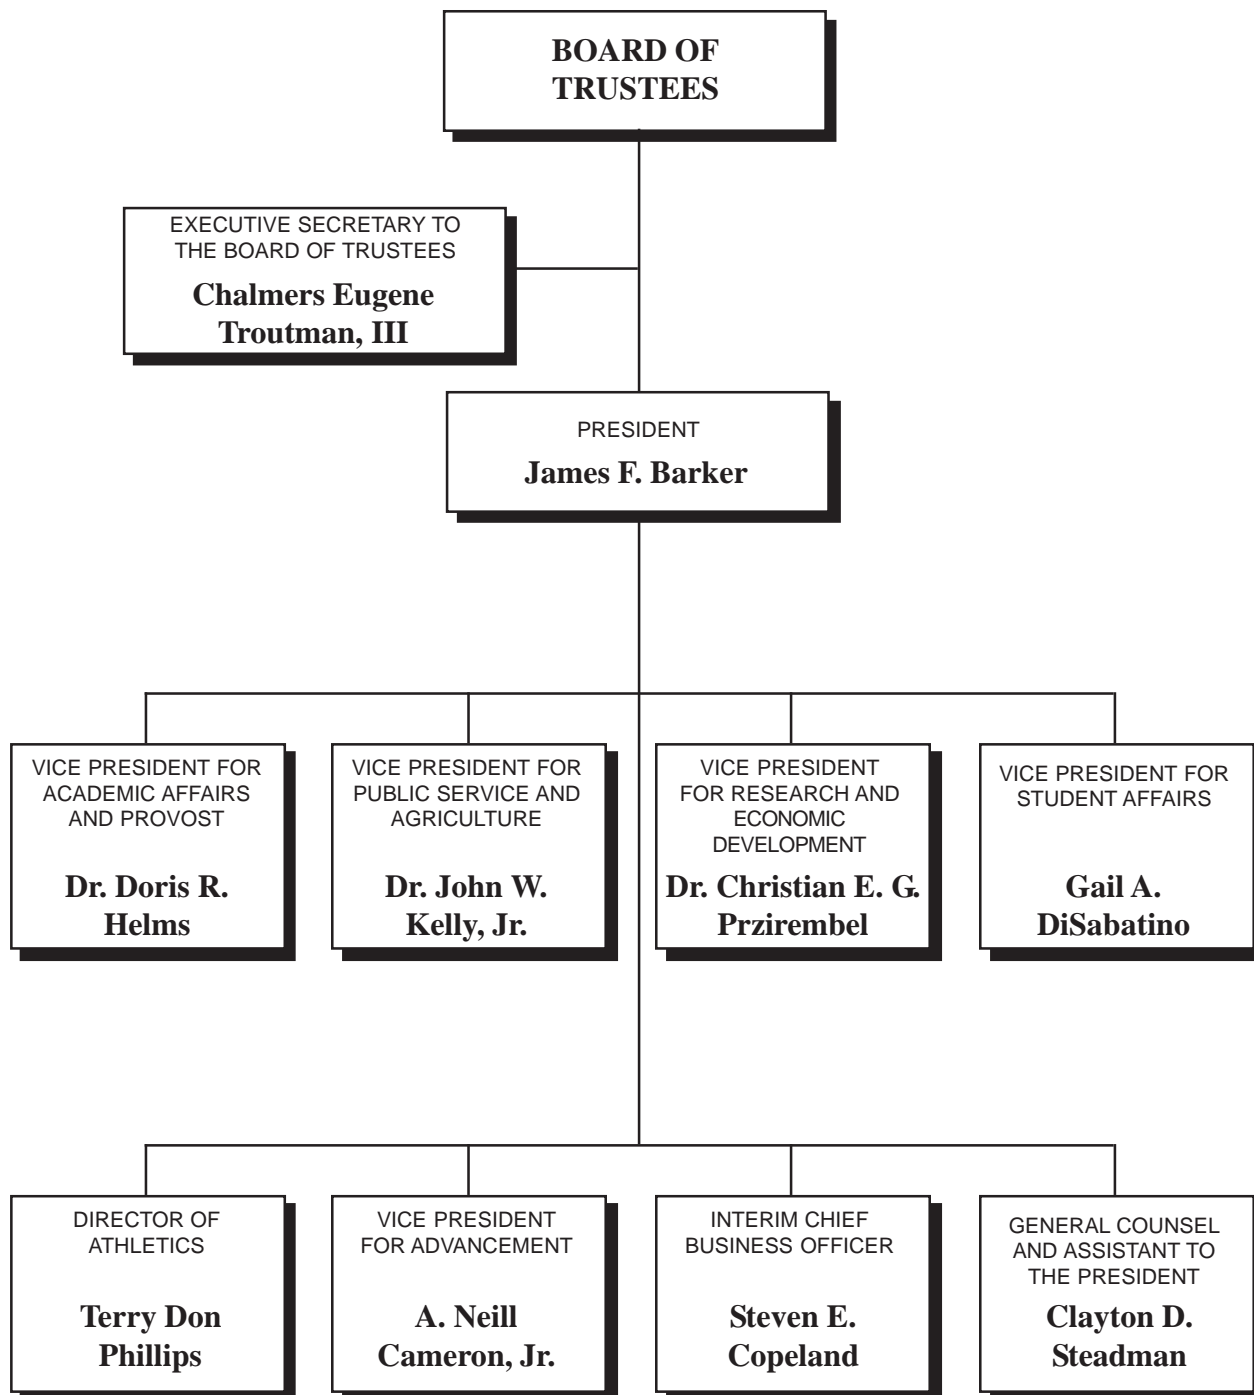 BOARD OF
TRUSTEES
EXECUTIVE SECRETARY TO
THE BOARD OF TRUSTEES
Chalmers Eugene
Troutman, III
PRESIDENT
James F. Barker
VICE PRESIDENT FOR
ACADEMIC AFFAIRS
AND PROVOST
Dr. Doris R.
Helms
VICE PRESIDENT FOR
PUBLIC SERVICE AND
AGRICULTURE
Dr. John W.
Kelly, Jr.
VICE PRESIDENT
FOR RESEARCH AND
ECONOMIC
DEVELOPMENT
Dr. Christian E. G.
Przirembel
VICE PRESIDENT FOR
STUDENT AFFAIRS
Gail A.
DiSabatino
DIRECTOR OF
ATHLETICS
Terry Don
Phillips
VICE PRESIDENT
FOR ADVANCEMENT
A. Neill
Cameron, Jr.
INTERIM CHIEF
BUSINESS OFFICER
Steven E.
Copeland
GENERAL COUNSEL
AND ASSISTANT TO
THE PRESIDENT
Clayton D.
Steadman